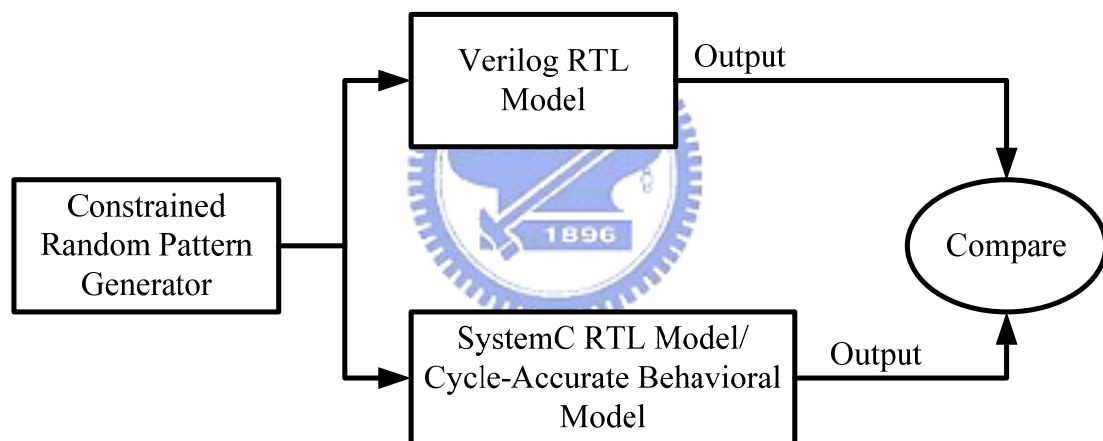 Verilog RTL
Model
Output
Constrained
Random Pattern
Generator
1896
Compare
SystemC RTL Model/
Cycle-Accurate Behavioral
Model
Output